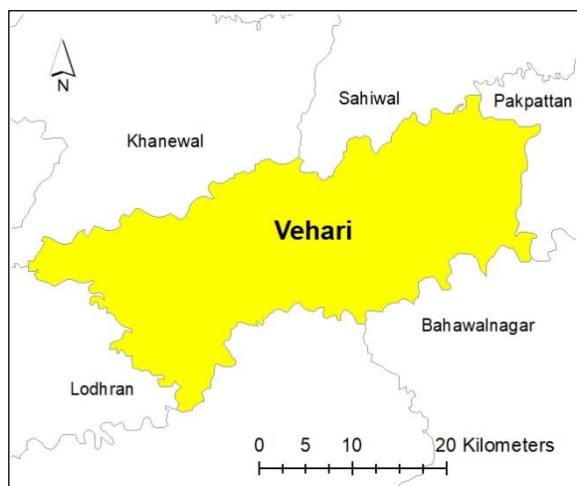 N
Sahiwal
Pakpattan
Khanewal
Vehari
Bahawalnagar
Lodhran
0 5 10 20 Kilometers